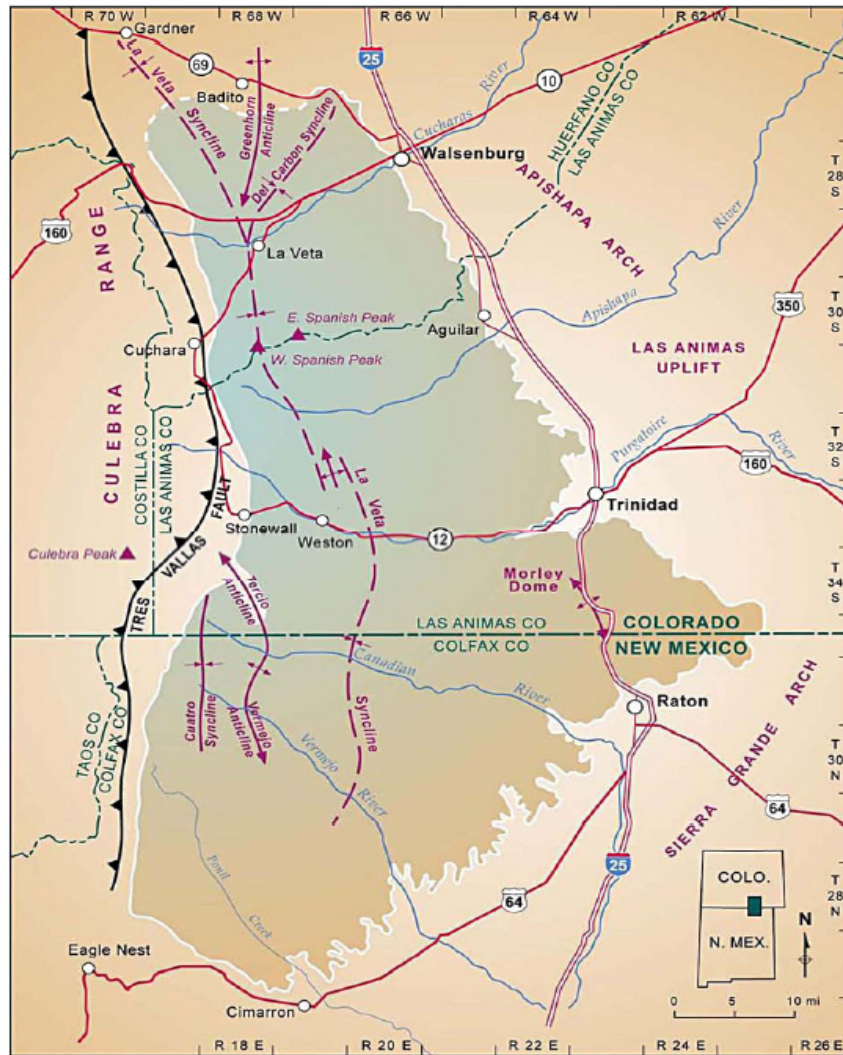 R 70 W
R 68 W
R 66 W
R 64 W
R 62 W
Gardner
La Veta
Syncline
69
Badito
Greenhorn
Anticline
Del Carbon Syncline
25
10
Cucharas
River
Walsenburg
HUERFANO CO
LAS ANIMAS CO
T
28
S
APISHAPA ARCH
160
La Veta
River
Apishapa
350
T
30
S
CULEBRA RANGE
E. Spanish Peak
W. Spanish Peak
Aguilar
Cuchara
LAS ANIMAS
UPLIFT
COSTILLA CO
LAS ANIMAS CO
Purgatoire
River
160
T
32
S
La Veta
Trinidad
Stonewall
Weston
12
Culebra Peak
TRES VALLAS FAULT
Tercio
Anticline
Morley
Dome
T
34
S
LAS ANIMAS CO
COLFAX CO
COLORADO
NEW MEXICO
TAOS CO
COLFAX CO
Cuatro
Syncline
Vermejo
Anticline
Canadian
River
Syncline
Raton
Vermejo
River
SIERRA GRANDE ARCH
T
30
N
64
Ponil
Creek
25
64
COLO.
N. MEX.
N
T
28
N
Eagle Nest
Cimarron
0 5 10 mi
R 18 E
R 20 E
R 22 E
R 24 E
R 26 E